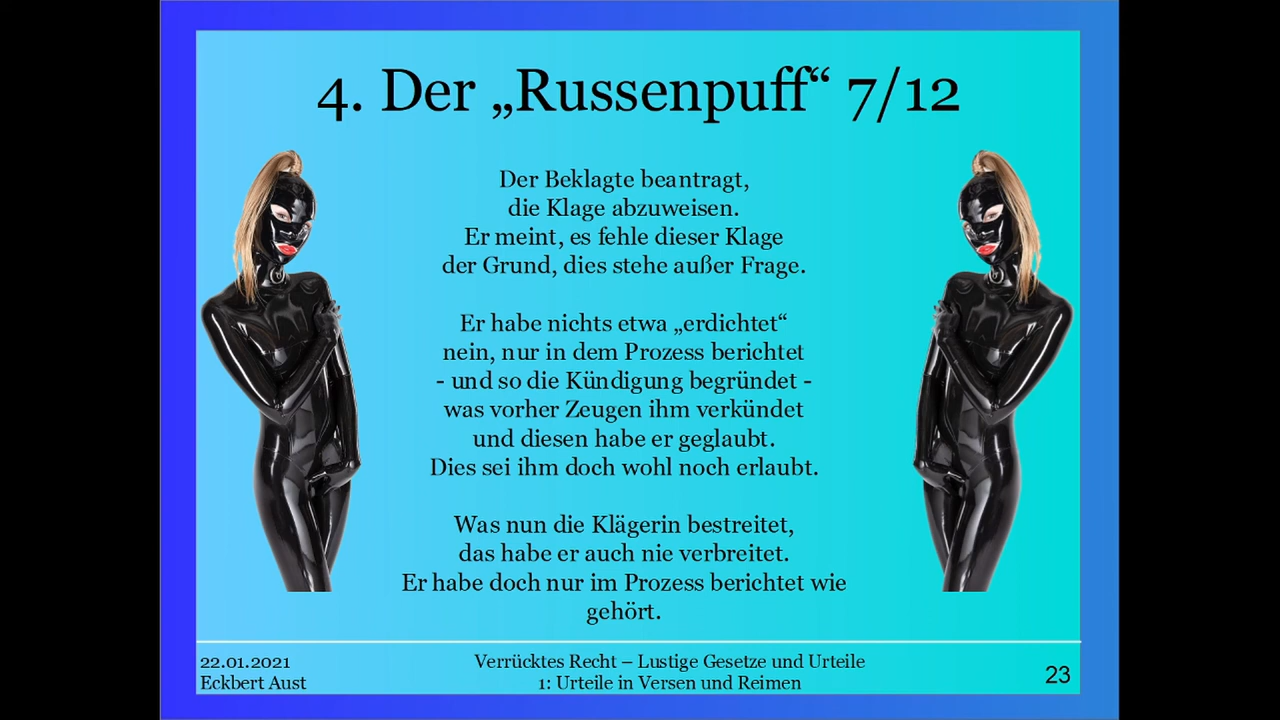 4. Der „Russenpuff“ 7/12
Der Beklagte beantragt,
die Klage abzuweisen.
Er meint, es fehle dieser Klage
der Grund, dies stehe außer Frage.
Er habe nichts etwa „erdichtet“
nein, nur in dem Prozess berichtet
- und so die Kündigung begründet -
was vorher Zeugen ihm verkündet
und diesen habe er geglaubt.
Dies sei ihm doch wohl noch erlaubt.
Was nun die Klägerin bestreitet,
das habe er auch nie verbreitet.
Er habe doch nur im Prozess berichtet wie
gehört.
22.01.2021
Eckbert Aust
Verrücktes Recht – Lustige Gesetze und Urteile
1: Urteile in Versen und Reimen
23